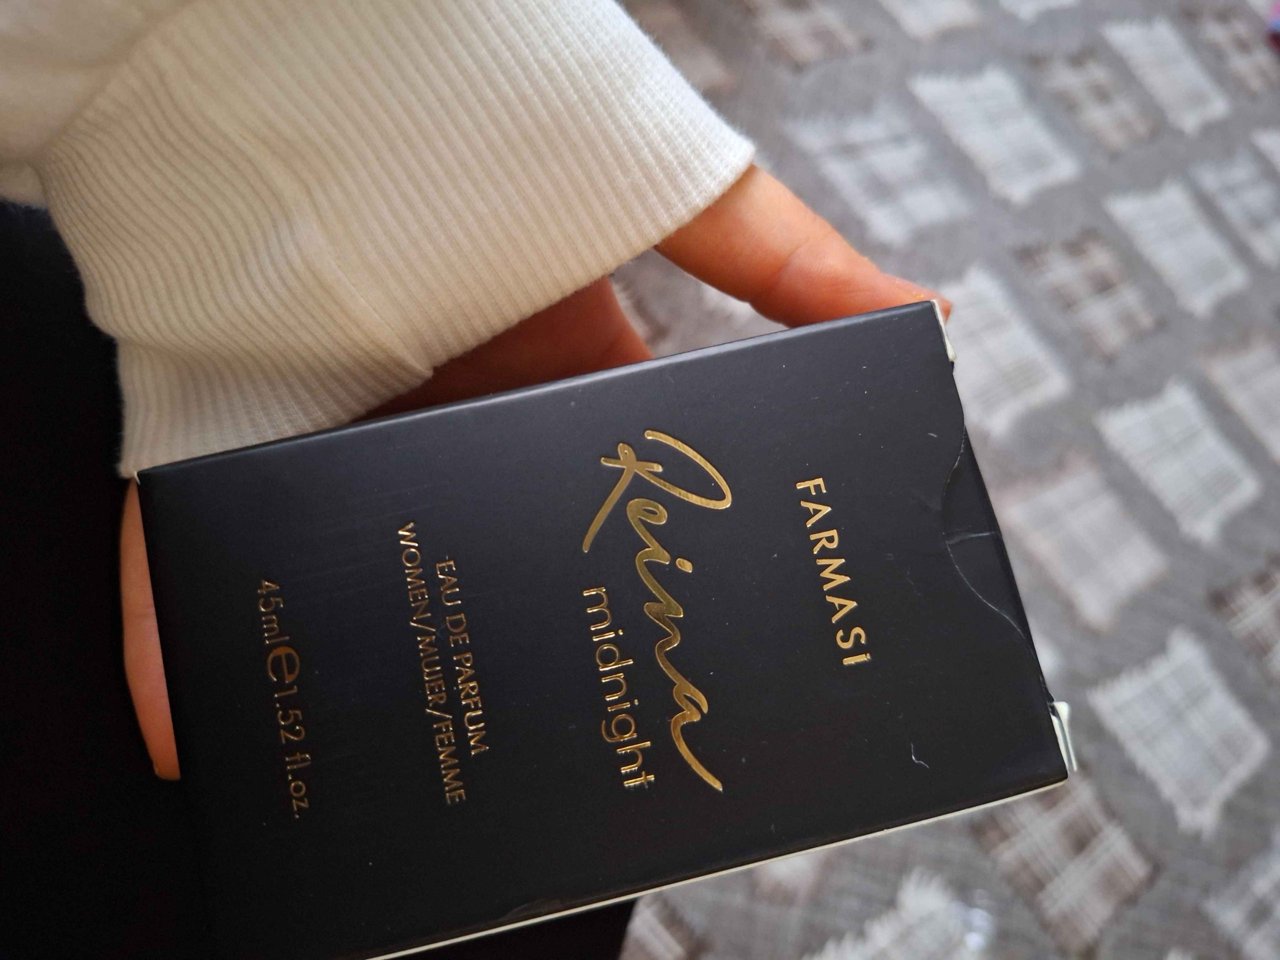 FARMASi
Reina
midnight
EAU DE PARFUM
WOMEN/MUJER/FEMME
45ml℮1.52 fl.oz.